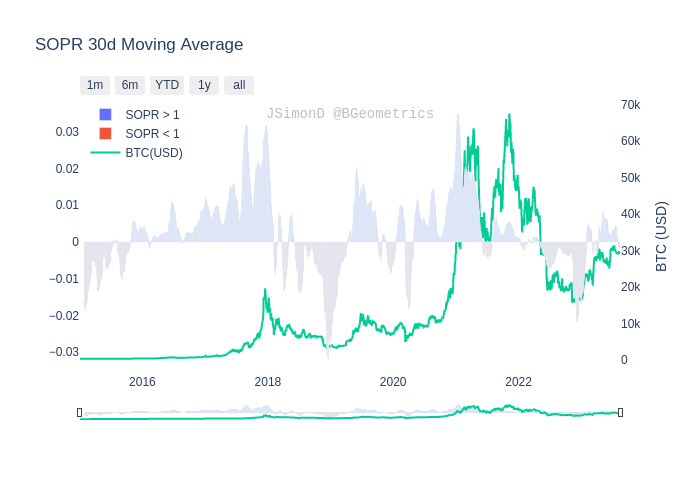 SOPR 30d Moving Average
1m 6m YTD 1y all
JSimonD @BGeometrics
SOPR > 1
SOPR < 1
BTC(USD)
0.03
0.02
0.01
0
−0.01
−0.02
−0.03
70k
60k
50k
40k
30k
20k
10k
0
BTC (USD)
2016 2018 2020 2022